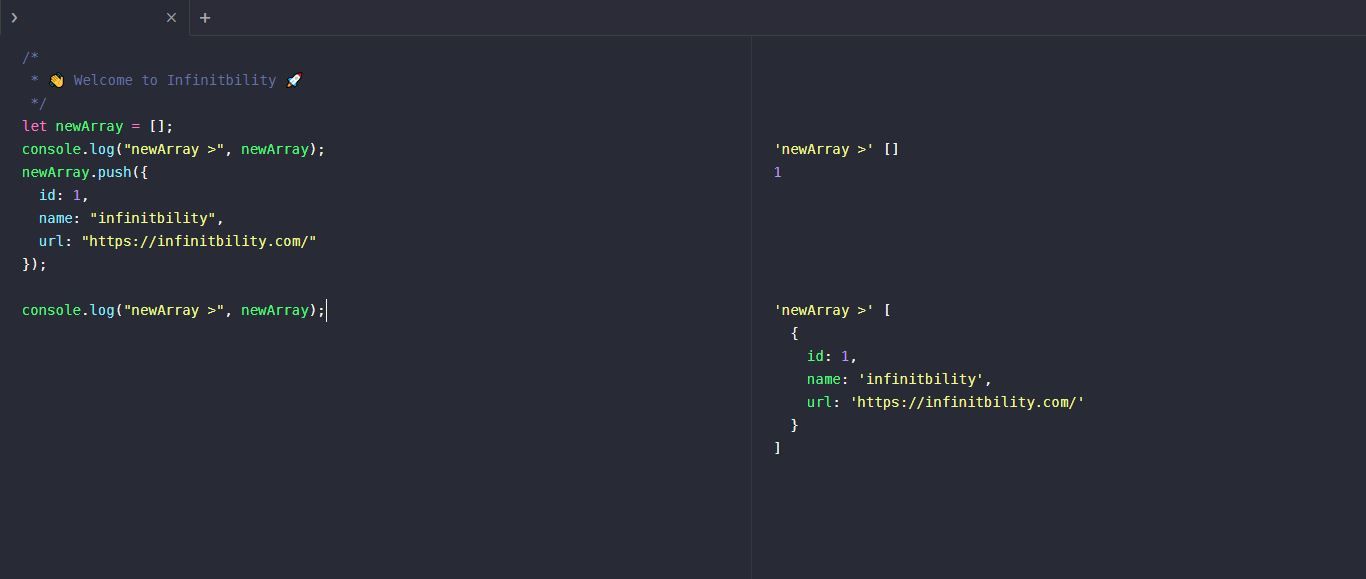 ❯ × +
/*
 * 👋 Welcome to Infinitbility 🚀
 */
let newArray = [];
console.log("newArray >", newArray);
newArray.push({
  id: 1,
  name: "infinitbility",
  url: "https://infinitbility.com/"
});
console.log("newArray >", newArray);
'newArray >' []
1
'newArray >' [
  {
    id: 1,
    name: 'infinitbility',
    url: 'https://infinitbility.com/'
  }
]